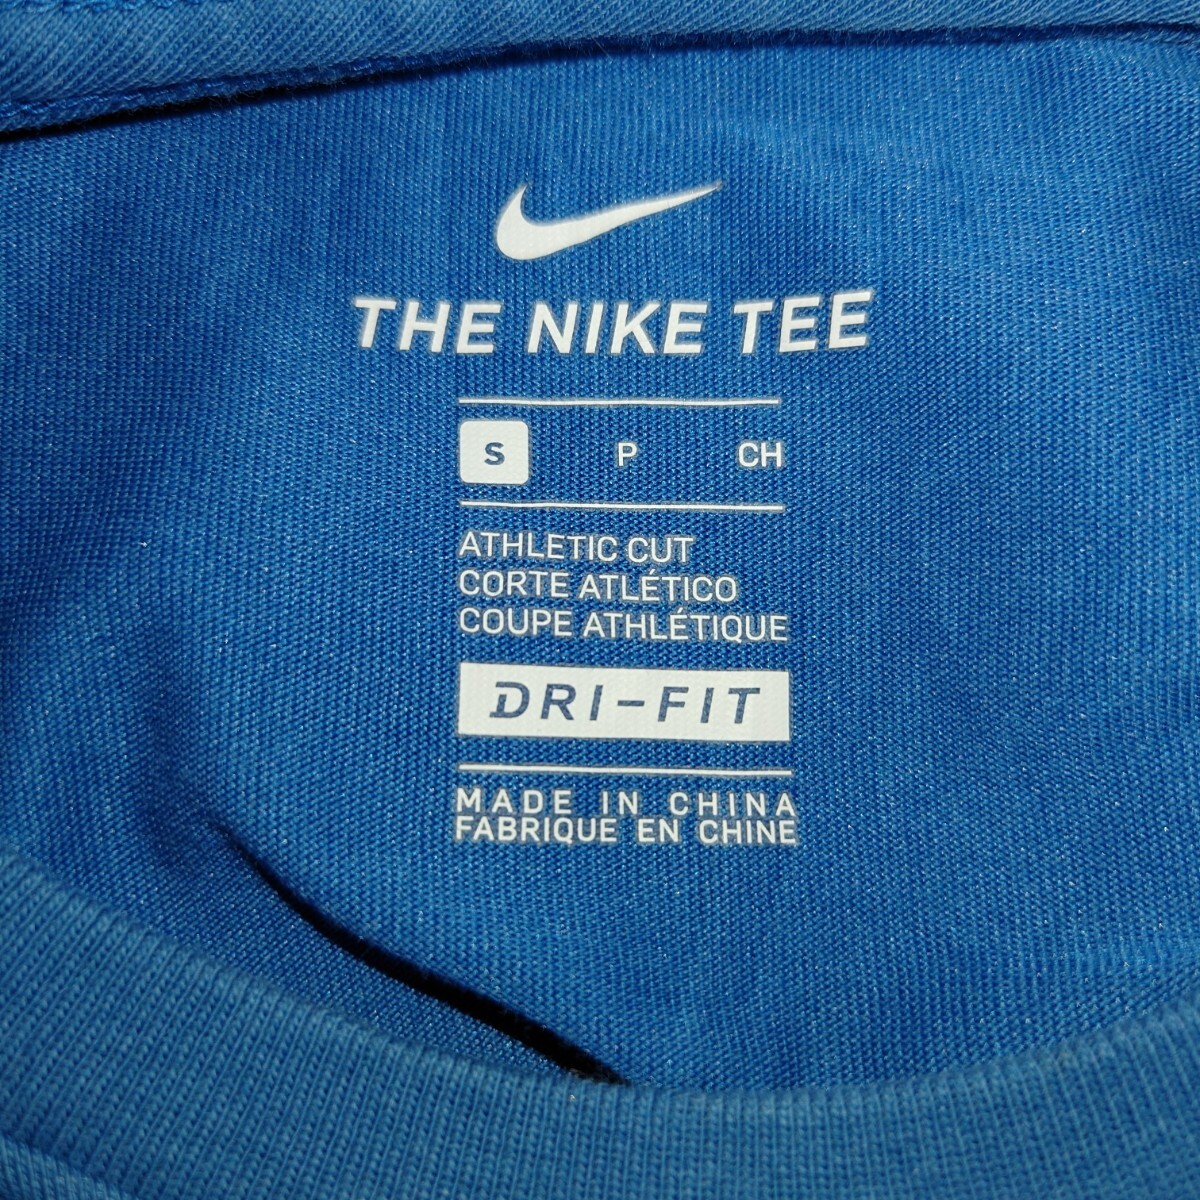 THE NIKE TEE
S P CH
ATHLETIC CUT
CORTE ATLÉTICO
COUPE ATHLÉTIQUE
DRI-FIT
MADE IN CHINA
FABRIQUE EN CHINE